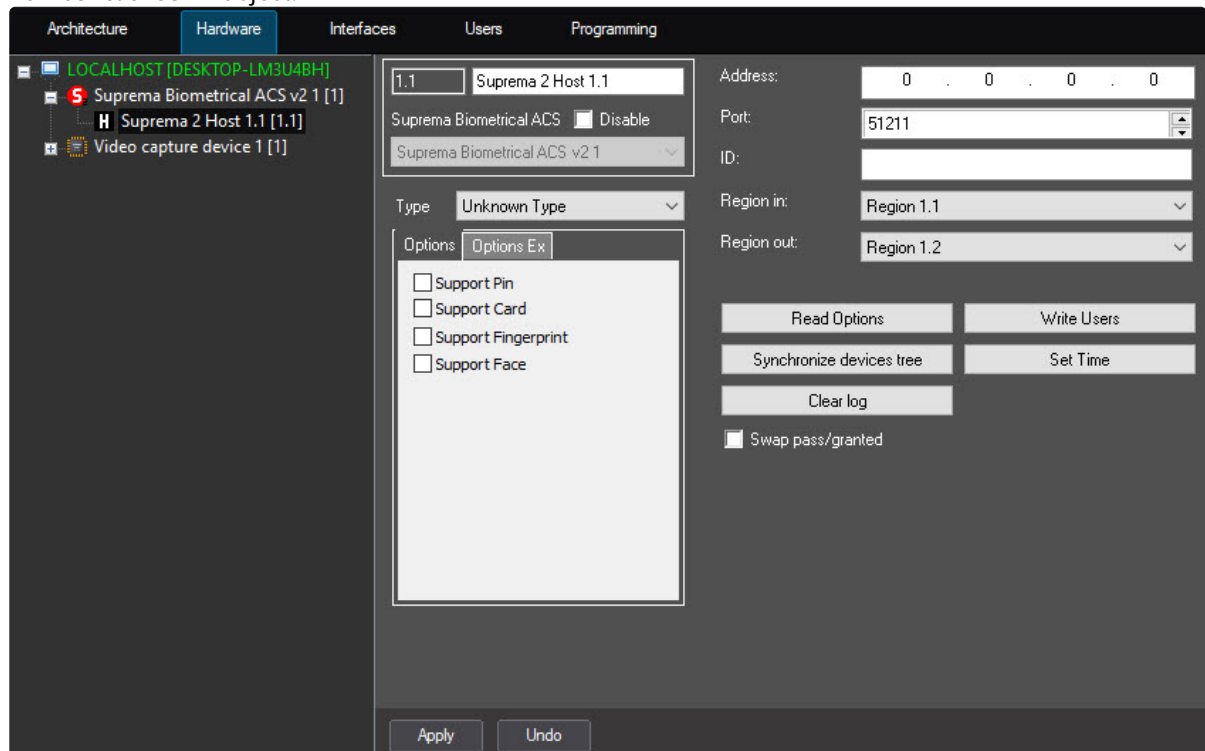 Architecture Hardware Interfaces Users Programming
LOCALHOST [DESKTOP-LM3U4BH]
S Suprema Biometrical ACS v2 1 [1]
H Suprema 2 Host 1.1 [1.1]
Video capture device 1 [1]
1.1 Suprema 2 Host 1.1
Suprema Biometrical ACS Disable
Suprema Biometrical ACS v2 1
Type Unknown Type
Options Options Ex
Support Pin
Support Card
Support Fingerprint
Support Face
Address: 0 . 0 . 0 . 0
Port: 51211
ID:
Region in: Region 1.1
Region out: Region 1.2
Read Options Write Users
Synchronize devices tree Set Time
Clear log
Swap pass/granted
Apply Undo